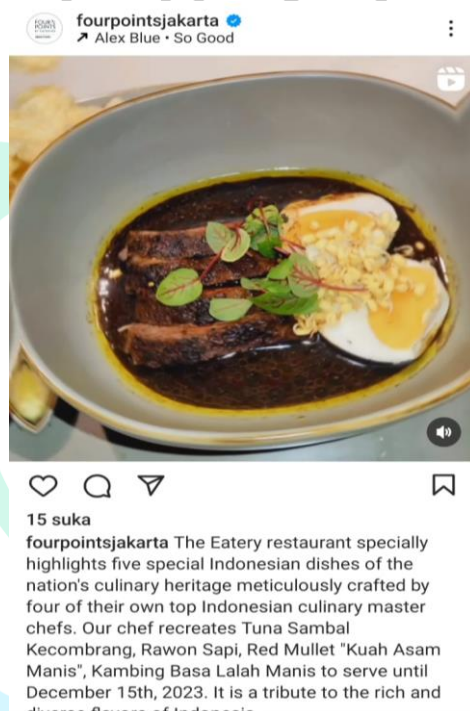 fourpointsjakarta
Alex Blue • So Good
15 suka
fourpointsjakarta The Eatery restaurant specially
highlights five special Indonesian dishes of the
nation's culinary heritage meticulously crafted by
four of their own top Indonesian culinary master
chefs. Our chef recreates Tuna Sambal
Kecombrang, Rawon Sapi, Red Mullet "Kuah Asam
Manis", Kambing Basa Lalah Manis to serve until
December 15th, 2023. It is a tribute to the rich and